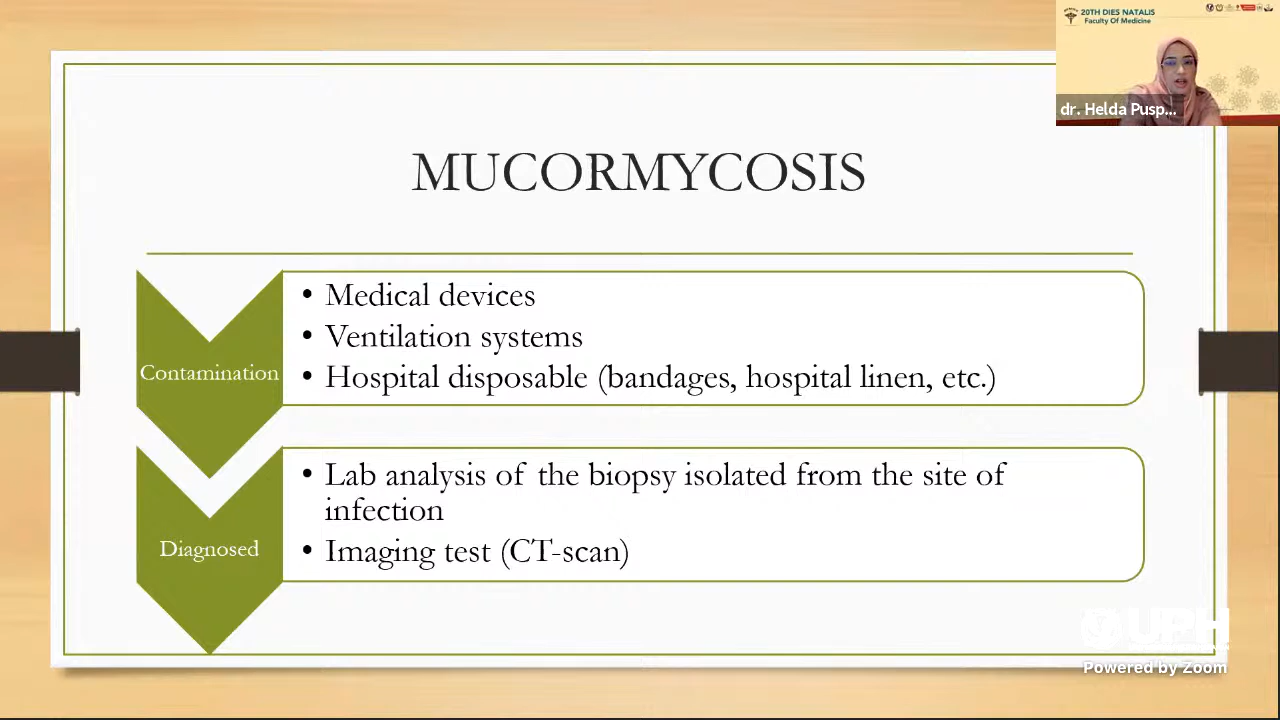 20TH DIES NATALIS
Faculty Of Medicine
dr. Helda Pusp...
MUCORMYCOSIS
Contamination
• Medical devices
• Ventilation systems
• Hospital disposable (bandages, hospital linen, etc.)
Diagnosed
• Lab analysis of the biopsy isolated from the site of
infection
• Imaging test (CT-scan)
UPH
Powered by Zoom